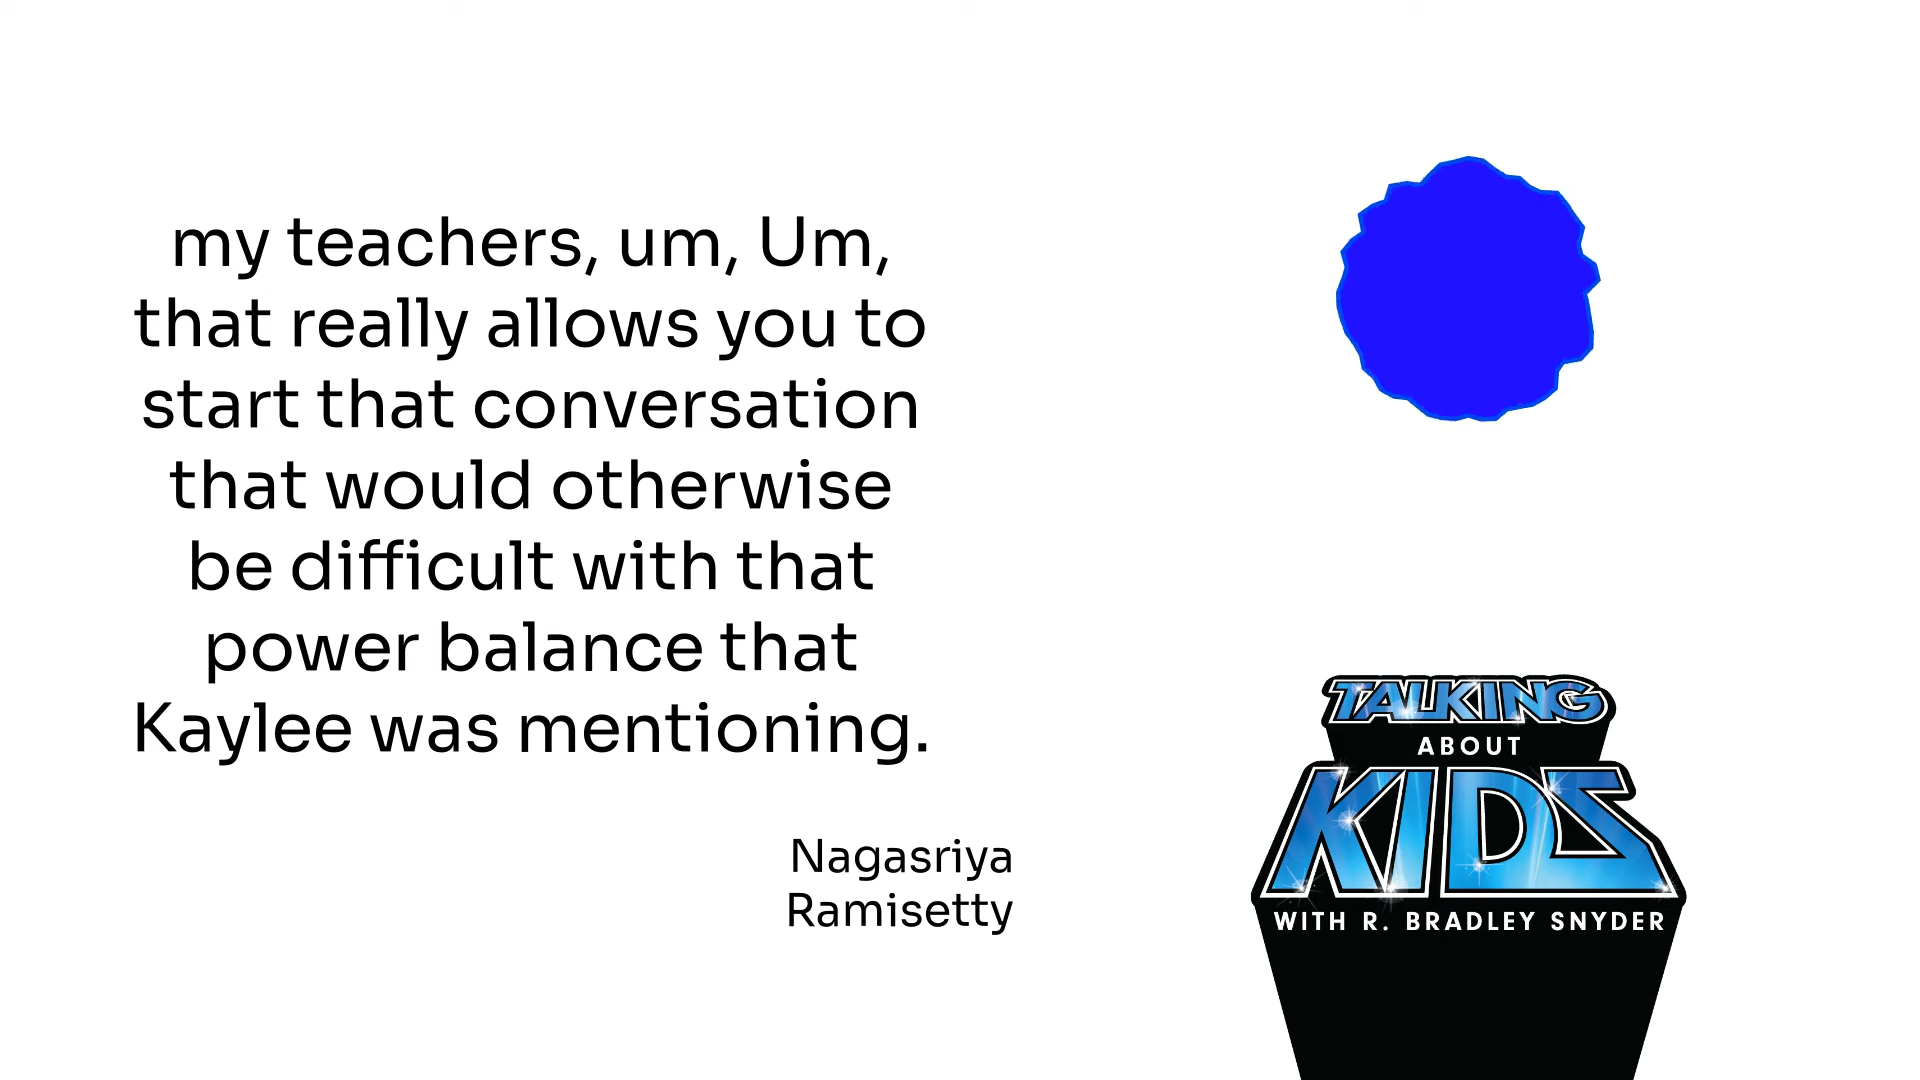 my teachers, um, Um,
that really allows you to
start that conversation
that would otherwise
be difficult with that
power balance that
Kaylee was mentioning.
Nagasriya
Ramisetty
TALKING
ABOUT
KIDS
WITH R. BRADLEY SNYDER